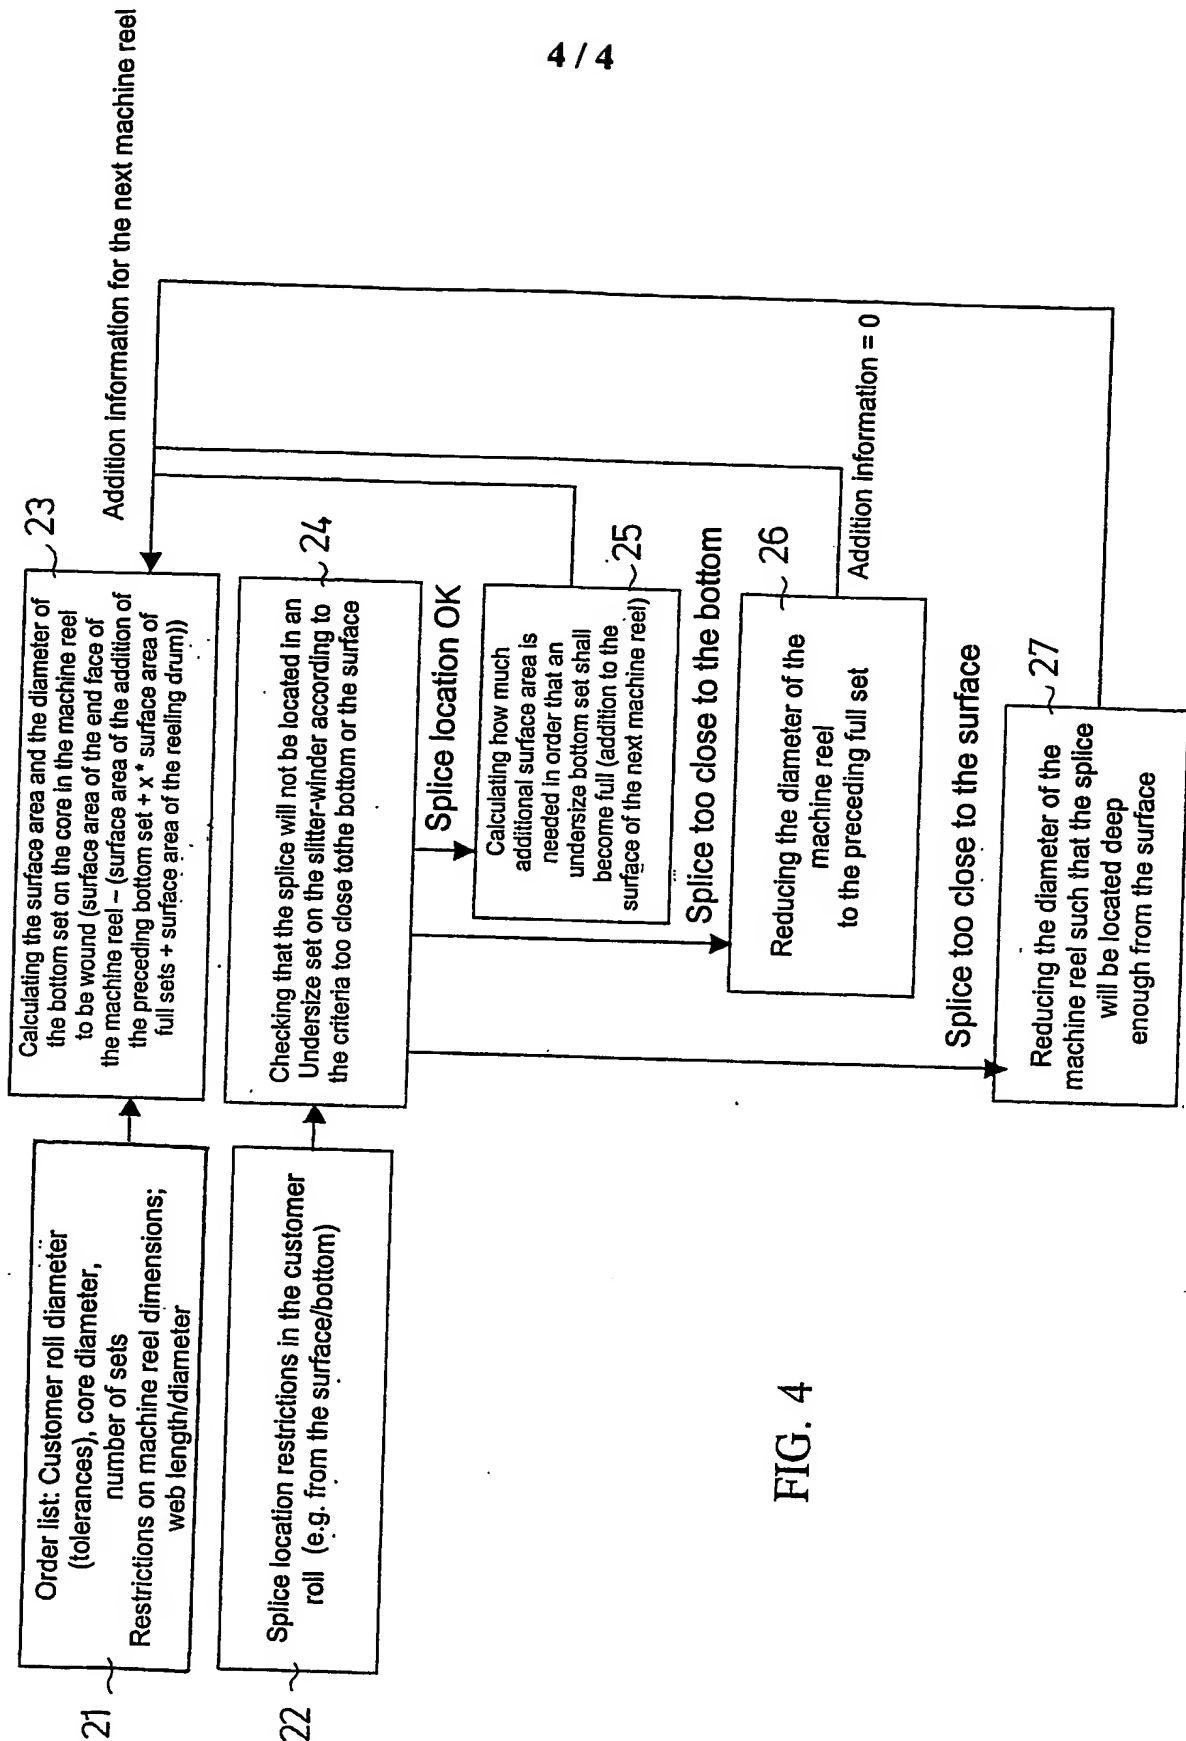 4 / 4
Order list: Customer roll diameter
(tolerances), core diameter,
number of sets
Restrictions on machine reel dimensions;
web length/diameter
21
Splice location restrictions in the customer
roll (e.g. from the surface/bottom)
22
Calculating the surface area and the diameter of
the bottom set on the core in the machine reel
to be wound (surface area of the end face of
the machine reel – (surface area of the addition of
the preceding bottom set + x * surface area of
full sets + surface area of the reeling drum))
23
Addition information for the next machine reel
Checking that the splice will not be located in an
Undersize set on the slitter-winder according to
the criteria too close tothe bottom or the surface
24
Splice location OK
Calculating how much
additional surface area is
needed in order that an
undersize bottom set shall
become full (addition to the
surface of the next machine reel)
25
Splice too close to the bottom
Reducing the diameter of the
machine reel
to the preceding full set
26
Addition information = 0
Splice too close to the surface
Reducing the diameter of the
machine reel such that the splice
will be located deep
enough from the surface
27
FIG. 4